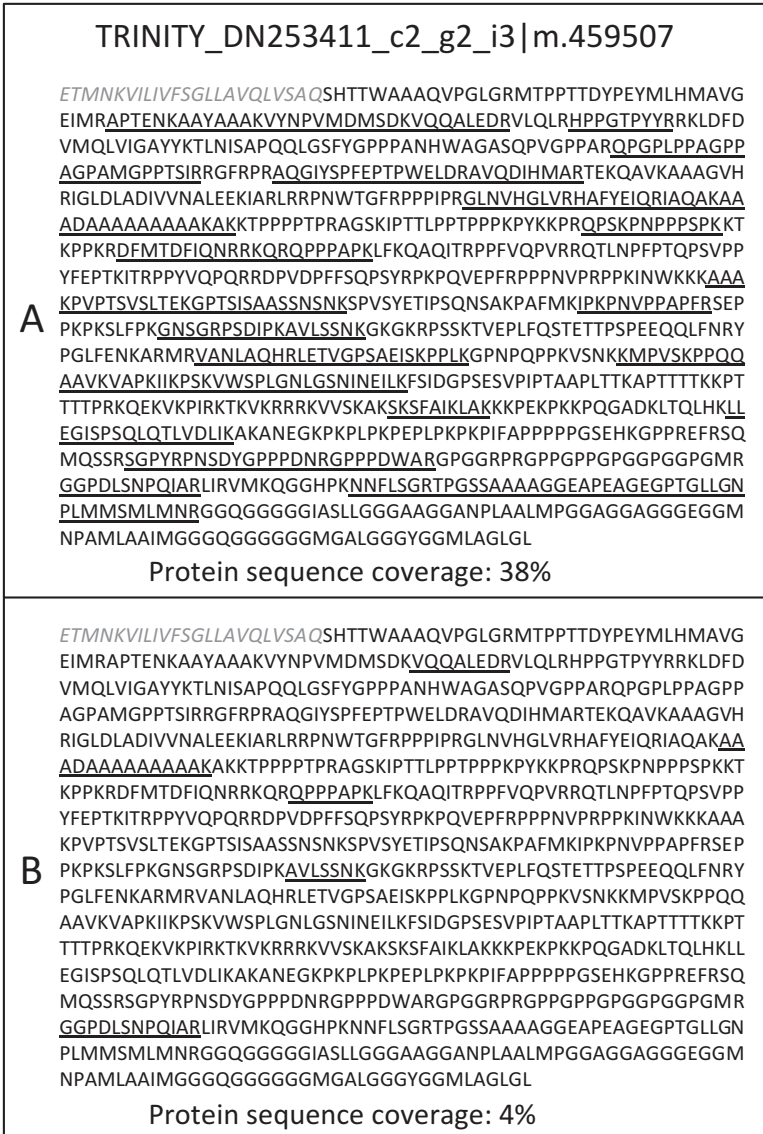 TRINITY_DN253411_c2_g2_i3|m.459507
ETMNKVILIVFSGLLAVQLVSAQSHTTWAAAQVPGLGRMTPPTTDYPEYMLHMAVG
EIMRAPTENKAAYAAAKVYNPVMDMSDKVQQALEDRVLQLRHPPGTPYYRRKLDFD
VMQLVIGAYYKTLNISAPQQLGSFYGPPPANHWAGASQPVGPPARQPGPLPPAGPP
AGPAMGPPTSIRRGFRPRAQGIYSPFEPTPWELDRAVQDIHMARTEKQAVKAAAGVH
RIGLDLADIVVNALEEKIARLRRPNWTGFRPPPIPRGLNVHGLVRHAFYEIQRIAQAKAA
ADAAAAAAAAAKAKKTPPPPTPRAGSKIPTTLPPTPPPKPYKKPRQPSKPNPPPSPKKT
KPPKRDFMTDFIQNRRKQRQPPPAPKLFKQAQITRPPFVQPVRRQTLNPFPTQPSVPP
YFEPTKITRPPYVQPQRRDPVDPFFSQPSYRPKPQVEPFRPPPNVPRPPKINWKKKAAA
KPVPTSVSLTEKGPTSISAASSNSNKSPVSYETIPSQNSAKPAFMKIPKPNVPPAPFRSEP
PKPKSLFPKGNSGRPSDIPKAVLSSNKGKGKRPSSKTVEPLFQSTETTPSPEEQQLFNRY
PGLFENKARMRVANLAQHRLETVGPSAEISKPPLKGPNPQPPKVSNKKMPVSKPPQQ
AAVKVAPKIIKPSKVWSPLGNLGSNINEILKFSIDGPSESVPIPTAAPLTTKAPTTTTKKPT
TTTPRKQEKVKPIRKTKVKRRRKVVSKAKSKSFAIKLAKKKPEKPKKPQGADKLTQLHKLL
EGISPSQLQTLVDLIKAKANEGKPKPLPKPEPLPKPKPIFAPPPPPGSEHKGPPREFRSQ
MQSSRSGPYRPNSDYGPPPDNRGPPPDWARGPGGRPRGPPGPPGPGGPGGPGMR
GGPDLSNPQIARLIRVMKQGGHPKNNFLSGRTPGSSAAAAGGEAPEAGEGPTGLLGN
PLMMSMLMNRGGQGGGGGIASLLGGGAAGGANPLAALMPGGAGGAGGGEGGM
NPAMLAAIMGGGQGGGGGGMGALGGGYGGMLAGLGL
A
Protein sequence coverage: 38%
ETMNKVILIVFSGLLAVQLVSAQSHTTWAAAQVPGLGRMTPPTTDYPEYMLHMAVG
EIMRAPTENKAAYAAAKVYNPVMDMSDKVQQALEDRVLQLRHPPGTPYYRRKLDFD
VMQLVIGAYYKTLNISAPQQLGSFYGPPPANHWAGASQPVGPPARQPGPLPPAGPP
AGPAMGPPTSIRRGFRPRAQGIYSPFEPTPWELDRAVQDIHMARTEKQAVKAAAGVH
RIGLDLADIVVNALEEKIARLRRPNWTGFRPPPIPRGLNVHGLVRHAFYEIQRIAQAKAA
ADAAAAAAAAAKAKKTPPPPTPRAGSKIPTTLPPTPPPKPYKKPRQPSKPNPPPSPKKT
KPPKRDFMTDFIQNRRKQRQPPPAPKLFKQAQITRPPFVQPVRRQTLNPFPTQPSVPP
YFEPTKITRPPYVQPQRRDPVDPFFSQPSYRPKPQVEPFRPPPNVPRPPKINWKKKAAA
KPVPTSVSLTEKGPTSISAASSNSNKSPVSYETIPSQNSAKPAFMKIPKPNVPPAPFRSEP
PKPKSLFPKGNSGRPSDIPKAVLSSNKGKGKRPSSKTVEPLFQSTETTPSPEEQQLFNRY
PGLFENKARMRVANLAQHRLETVGPSAEISKPPLKGPNPQPPKVSNKKMPVSKPPQQ
AAVKVAPKIIKPSKVWSPLGNLGSNINEILKFSIDGPSESVPIPTAAPLTTKAPTTTTKKPT
TTTPRKQEKVKPIRKTKVKRRRKVVSKAKSKSFAIKLAKKKPEKPKKPQGADKLTQLHKLL
EGISPSQLQTLVDLIKAKANEGKPKPLPKPEPLPKPKPIFAPPPPPGSEHKGPPREFRSQ
MQSSRSGPYRPNSDYGPPPDNRGPPPDWARGPGGRPRGPPGPPGPGGPGGPGMR
GGPDLSNPQIARLIRVMKQGGHPKNNFLSGRTPGSSAAAAGGEAPEAGEGPTGLLGN
PLMMSMLMNRGGQGGGGGIASLLGGGAAGGANPLAALMPGGAGGAGGGEGGM
NPAMLAAIMGGGQGGGGGGMGALGGGYGGMLAGLGL
B
Protein sequence coverage: 4%